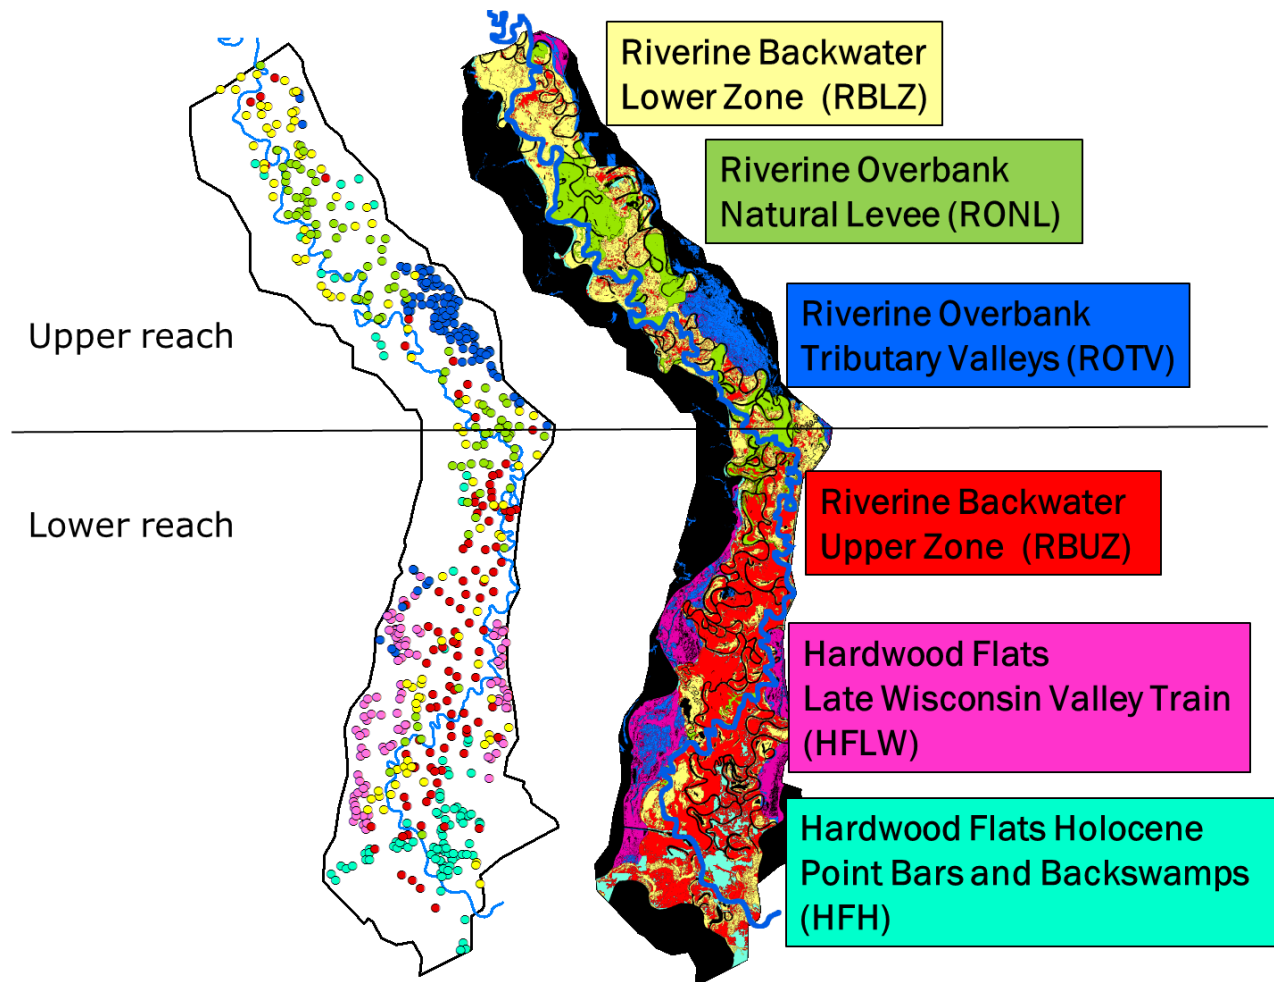 Riverine Backwater
Lower Zone (RBLZ)
Riverine Overbank
Natural Levee (RONL)
Riverine Overbank
Tributary Valleys (ROTV)
Upper reach
Lower reach
Riverine Backwater
Upper Zone (RBUZ)
Hardwood Flats
Late Wisconsin Valley Train
(HFLW)
Hardwood Flats Holocene
Point Bars and Backswamps
(HFH)